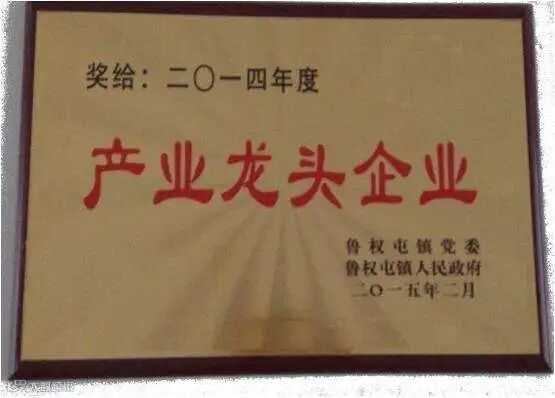 奖给：二〇一四年度
产业龙头企业
鲁权屯镇党委
鲁权屯镇人民政府
二〇一五年二月